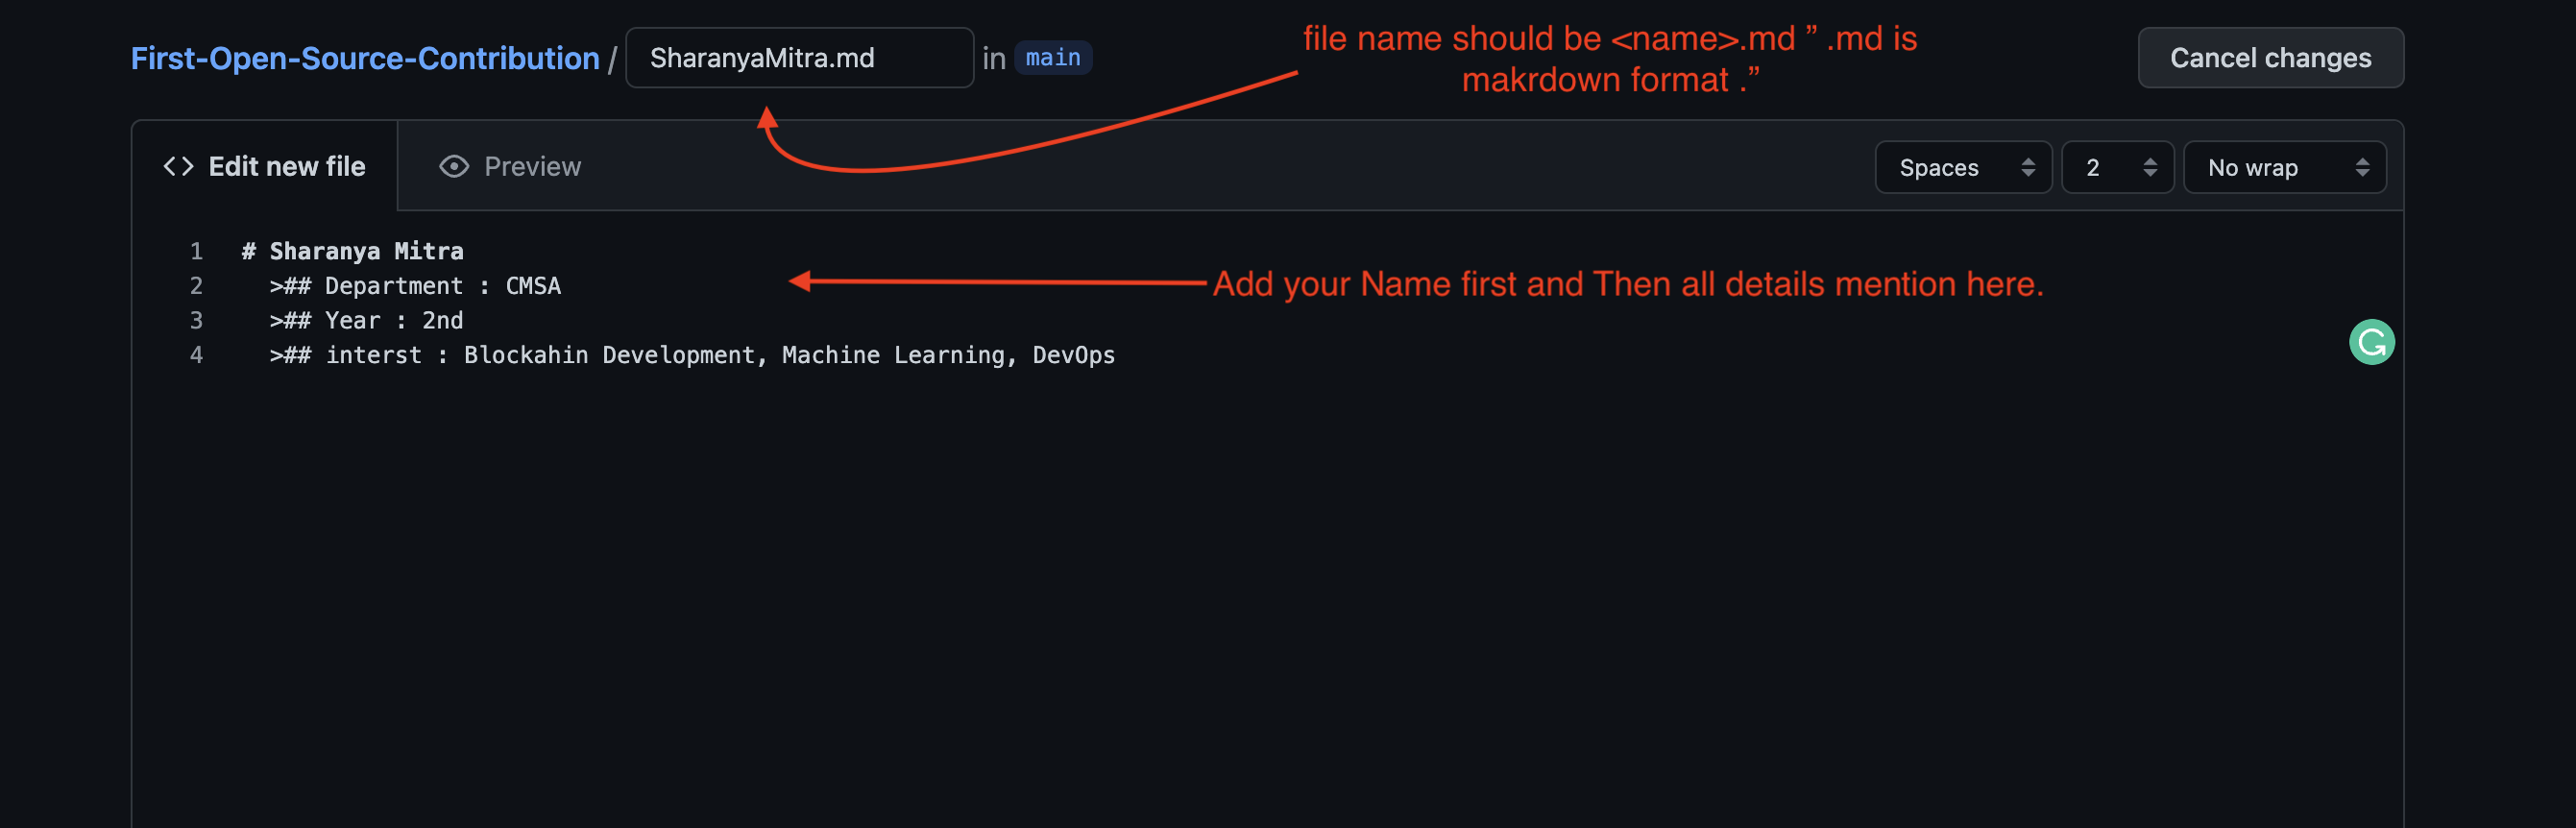 First-Open-Source-Contribution / SharanyaMitra.md in main
file name should be <name>.md ” .md is
makrdown format .”
Cancel changes
Edit new file
Preview
Spaces
2
No wrap
1 # Sharanya Mitra
2 >## Department : CMSA
3 >## Year : 2nd
4 >## interst : Blockahin Development, Machine Learning, DevOps
Add your Name first and Then all details mention here.